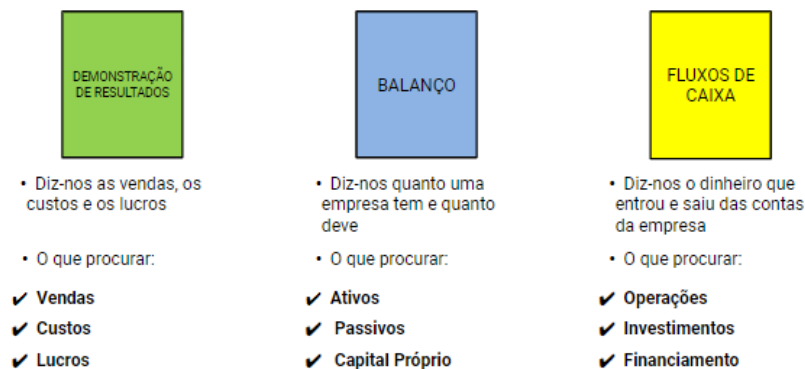 DEMONSTRAÇÃO
DE RESULTADOS
• Diz-nos as vendas, os
custos e os lucros
• O que procurar:
✔ Vendas
✔ Custos
✔ Lucros
BALANÇO
• Diz-nos quanto uma
empresa tem e quanto
deve
• O que procurar:
✔ Ativos
✔ Passivos
✔ Capital Próprio
FLUXOS DE
CAIXA
• Diz-nos o dinheiro que
entrou e saiu das contas
da empresa
• O que procurar:
✔ Operações
✔ Investimentos
✔ Financiamento